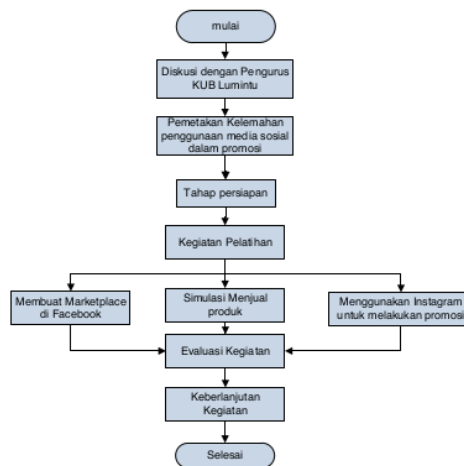 mulai
Diskusi dengan Pengurus
KUB Lumintu
Pemetakan Kelemahan
penggunaan media sosial
dalam promosi
Tahap persiapan
Kegiatan Pelatihan
Membuat Marketplace
di Facebook
Simulasi Menjual
produk
Menggunakan Instagram
untuk melakukan promosi
Evaluasi Kegiatan
Keberlanjutan
Kegiatan
Selesai